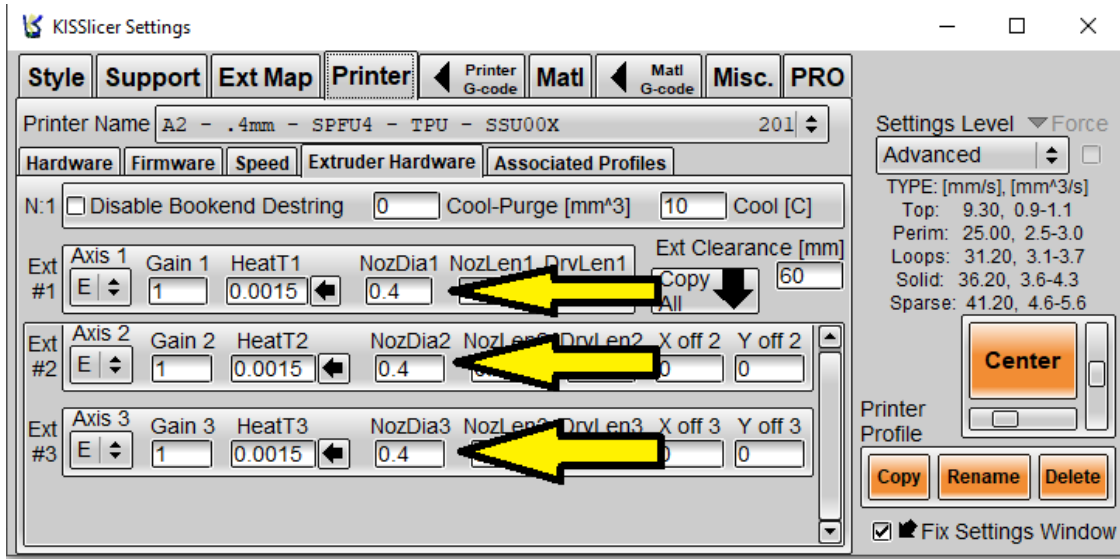 KISSlicer Settings
Style Support Ext Map Printer Printer G-code Matl Matl G-code Misc. PRO
Printer Name A2 - .4mm - SPFU4 - TPU - SSU00X 201
Hardware Firmware Speed Extruder Hardware Associated Profiles
N:1 Disable Bookend Destring 0 Cool-Purge [mm^3] 10 Cool [C]
Ext #1 Axis 1 E Gain 1 1 HeatT1 0.0015 NozDia1 0.4 NozLen1 DrvLen1 Copy All Ext Clearance [mm] 60
Ext #2 Axis 2 E Gain 2 1 HeatT2 0.0015 NozDia2 0.4 DrvLen2 X off 2 0 Y off 2 0
Ext #3 Axis 3 E Gain 3 1 HeatT3 0.0015 NozDia3 0.4 DrvLen3 X off 3 0 Y off 3 0
Settings Level Force
Advanced
TYPE: [mm/s], [mm^3/s]
Top: 9.30, 0.9-1.1
Perim: 25.00, 2.5-3.0
Loops: 31.20, 3.1-3.7
Solid: 36.20, 3.6-4.3
Sparse: 41.20, 4.6-5.6
Center
Printer Profile
Copy Rename Delete
Fix Settings Window